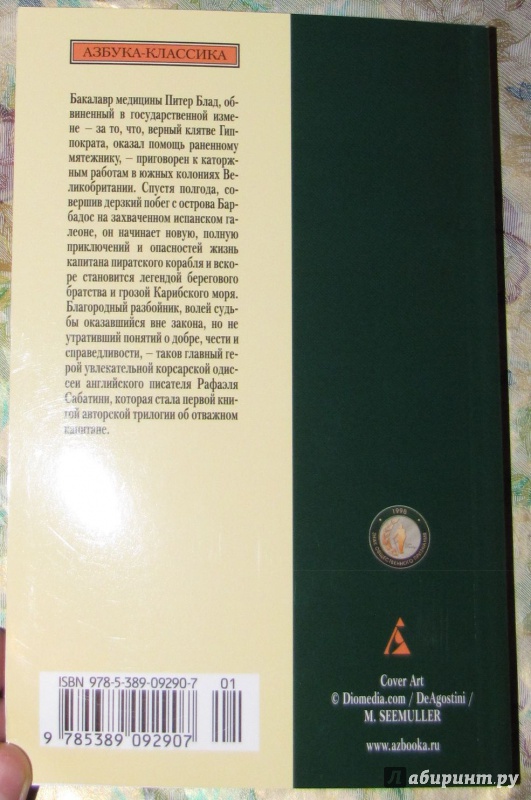 АЗБУКА-КЛАССИКА
Бакалавр медицины Питер Блад, об-
виненный в государственной изме-
не – за то, что, верный клятве Гип-
пократа, оказал помощь раненному
мятежнику, – приговорен к каторж-
ным работам в южных колониях Ве-
ликобритании. Спустя полгода, со-
вершив дерзкий побег с острова Бар-
бадос на захваченном испанском га-
леоне, он начинает новую, полную
приключений и опасностей жизнь
капитана пиратского корабля и вско-
ре становится легендой берегового
братства и грозой Карибского моря.
Благородный разбойник, волей судь-
бы оказавшийся вне закона, но не
утративший понятий о добре, чести и
справедливости, – таков главный ге-
рой увлекательной корсарской одис-
сеи английского писателя Рафаэля
Сабатини, которая стала первой кни-
гой авторской трилогии об отважном
капитане.
1998
ЗНАК ОБЩЕСТВЕННОГО ПРИЗНАНИЯ
Cover Art
© Diomedia.com / DeAgostini /
M. SEEMULLER
www.azbooka.ru
ISBN 978-5-389-09290-7
01
9 785389 092907
Лабиринт.ру